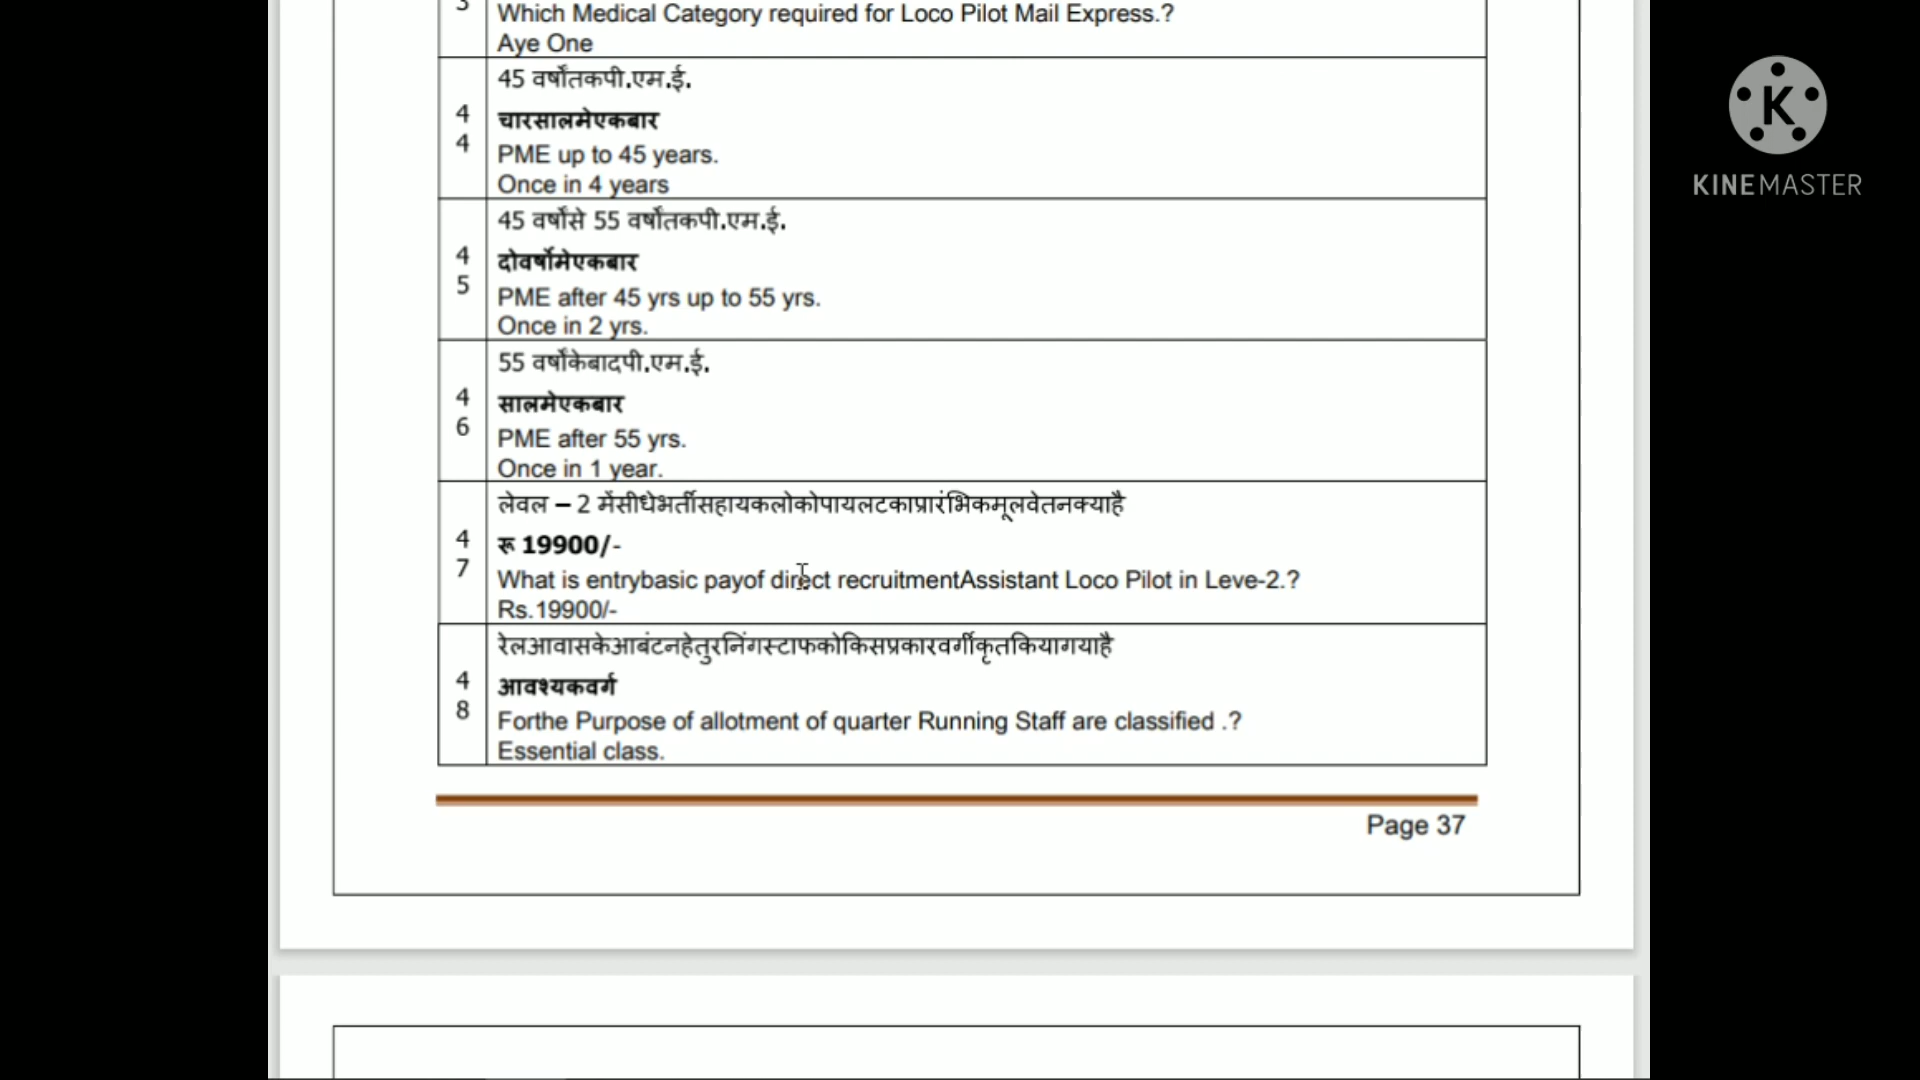 3
Which Medical Category required for Loco Pilot Mail Express.?
Aye One
4
4
45 वर्षोंतकपी.एम.ई.
चारसालमेएकबार
PME up to 45 years.
Once in 4 years
4
5
45 वर्षोंसे 55 वर्षोंतकपी.एम.ई.
दोवर्षोमेएकबार
PME after 45 yrs up to 55 yrs.
Once in 2 yrs.
4
6
55 वर्षोंकेबादपी.एम.ई.
सालमेएकबार
PME after 55 yrs.
Once in 1 year.
4
7
लेवल – 2 मेंसीधेभर्तीसहायकलोकोपायलटकाप्रारंभिकमूलवेतनक्याहै
रू 19900/-
What is entrybasic payof direct recruitmentAssistant Loco Pilot in Leve-2.?
Rs.19900/-
4
8
रेलआवासकेआबंटनहेतुरनिंगस्टाफकोकिसप्रकारवर्गीकृतकियागयाहै
आवश्यकवर्ग
Forthe Purpose of allotment of quarter Running Staff are classified .?
Essential class.
Page 37
K
KINEMASTER